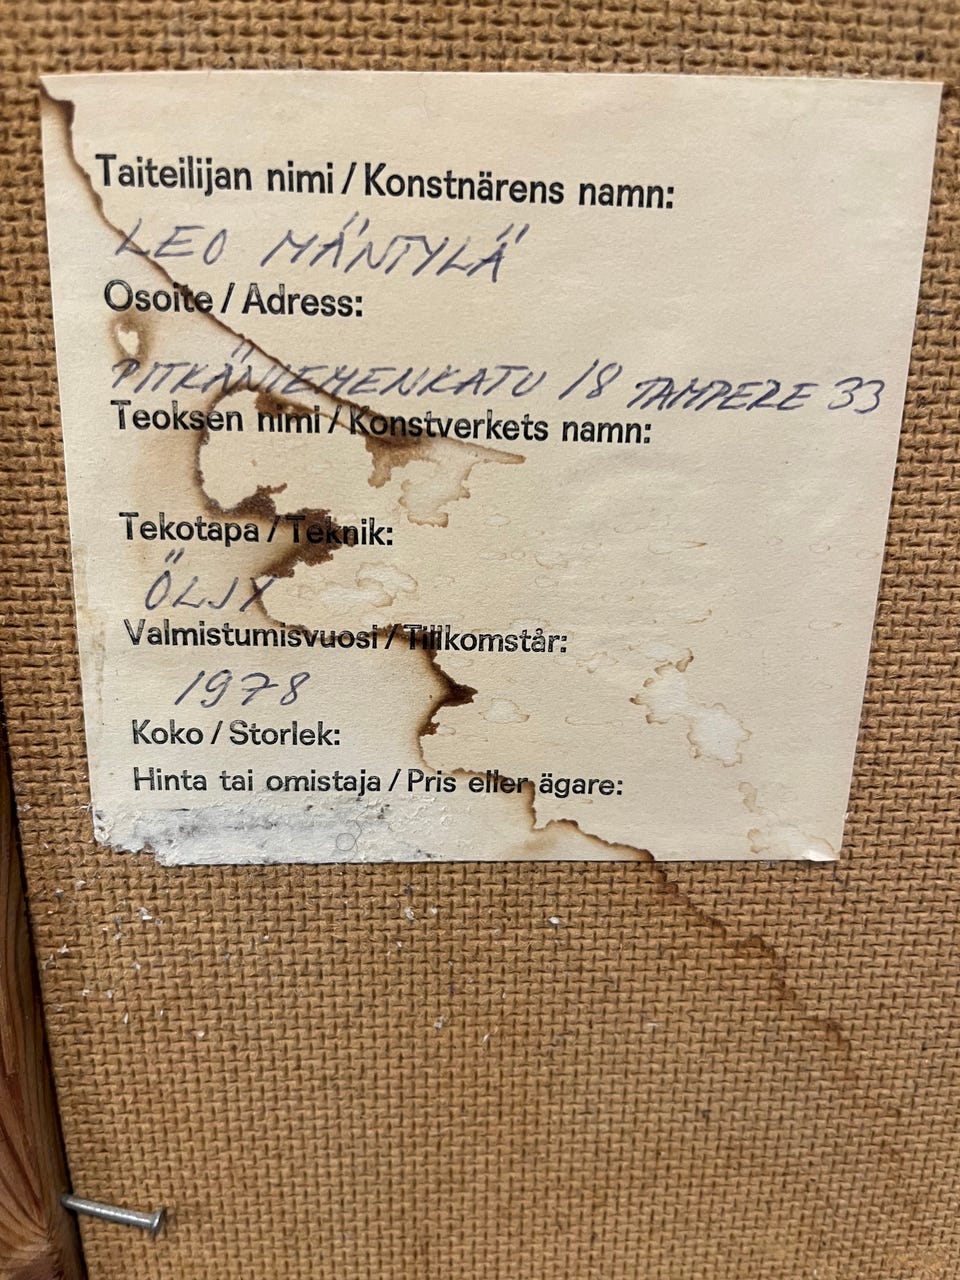 Taiteilijan nimi / Konstnärens namn:
LEO MÄNTYLÄ
Osoite / Adress:
PITKÄNIEMENKATU 18 TAMPERE 33
Teoksen nimi / Konstverkets namn:
Tekotapa / Teknik:
ÖLJY
Valmistumisvuosi / Tillkomstår:
1978
Koko / Storlek:
Hinta tai omistaja / Pris eller ägare: